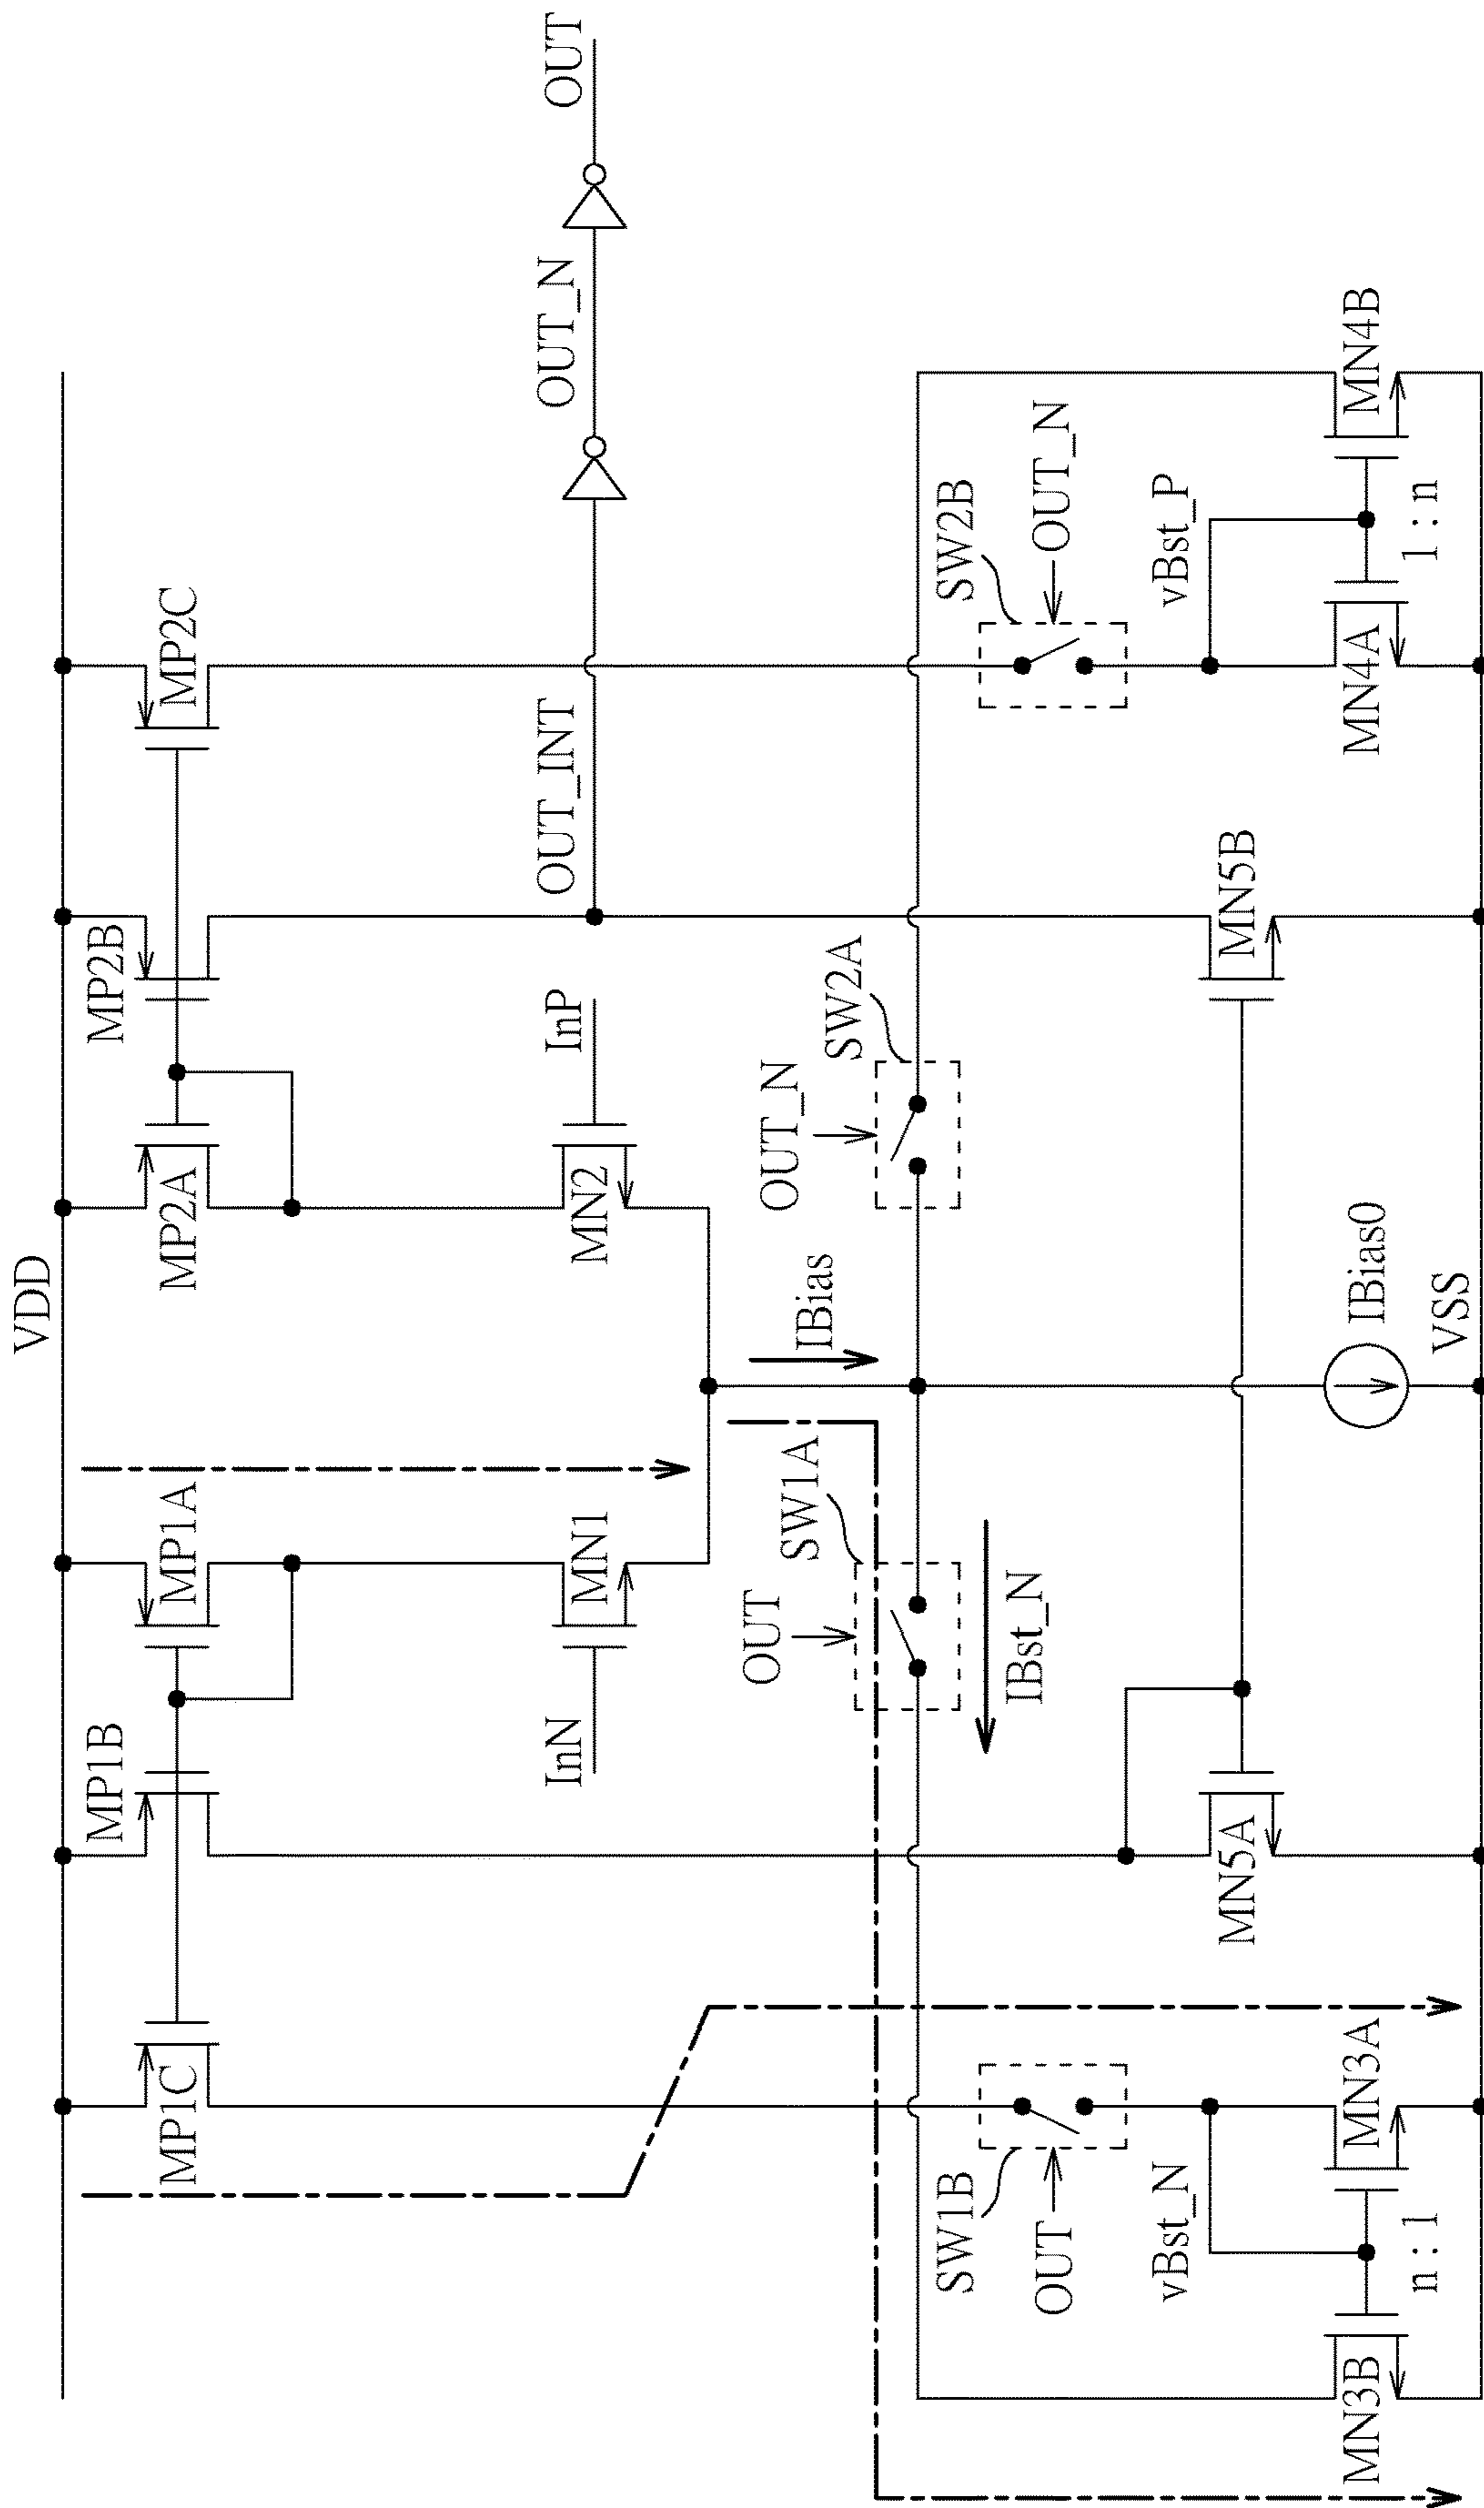 VDD
MP1C
MP1B
MP1A
MP2A
MP2B
MP2C
InN
MN1
MN2
InP
OUT_INT
OUT_N
OUT
IBias
OUT
SW1A
OUT_N
SW2A
IBst_N
SW1B
OUT
vBst_N
SW2B
OUT_N
vBst_P
MN5A
MN5B
MN3B
MN3A
n : 1
IBias0
MN4A
MN4B
1 : n
VSS